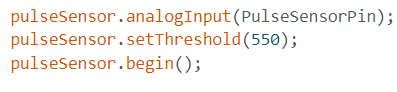 pulseSensor.analogInput(PulseSensorPin);
pulseSensor.setThreshold(550);
pulseSensor.begin();